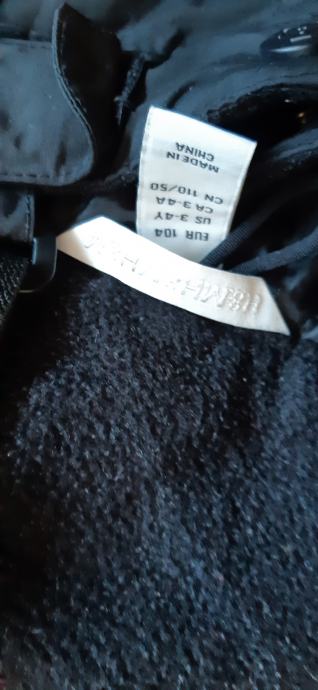 EUR 104
US 3-4Y
CA 3-4A
CN 110/50
MADE IN
CHINA
H&M H&M H&M